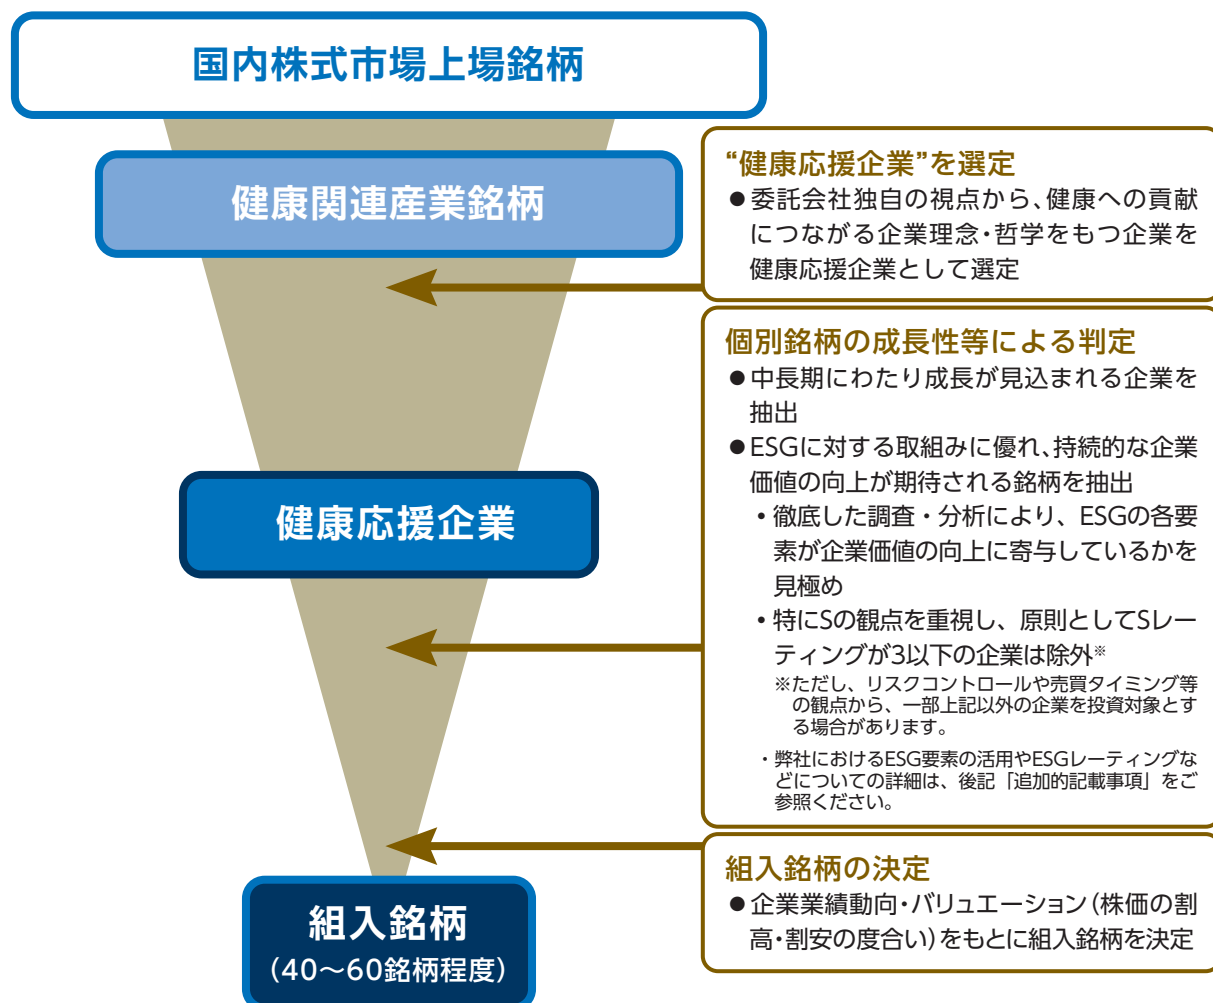 国内株式市場上場銘柄
健康関連産業銘柄
“健康応援企業”を選定
●委託会社独自の視点から、健康への貢献
につながる企業理念・哲学をもつ企業を
健康応援企業として選定
個別銘柄の成長性等による判定
●中長期にわたり成長が見込まれる企業を
抽出
●ESGに対する取組みに優れ、持続的な企業
価値の向上が期待される銘柄を抽出
・徹底した調査・分析により、ESGの各要
素が企業価値の向上に寄与しているかを
見極め
・特にSの観点を重視し、原則としてSレー
ティングが3以下の企業は除外※
※ただし、リスクコントロールや売買タイミング等
の観点から、一部上記以外の企業を投資対象とす
る場合があります。
・弊社におけるESG要素の活用やESGレーティングな
どについての詳細は、後記「追加的記載事項」をご
参照ください。
健康応援企業
組入銘柄の決定
●企業業績動向・バリュエーション(株価の割
高・割安の度合い)をもとに組入銘柄を決定
組入銘柄
(40〜60銘柄程度)